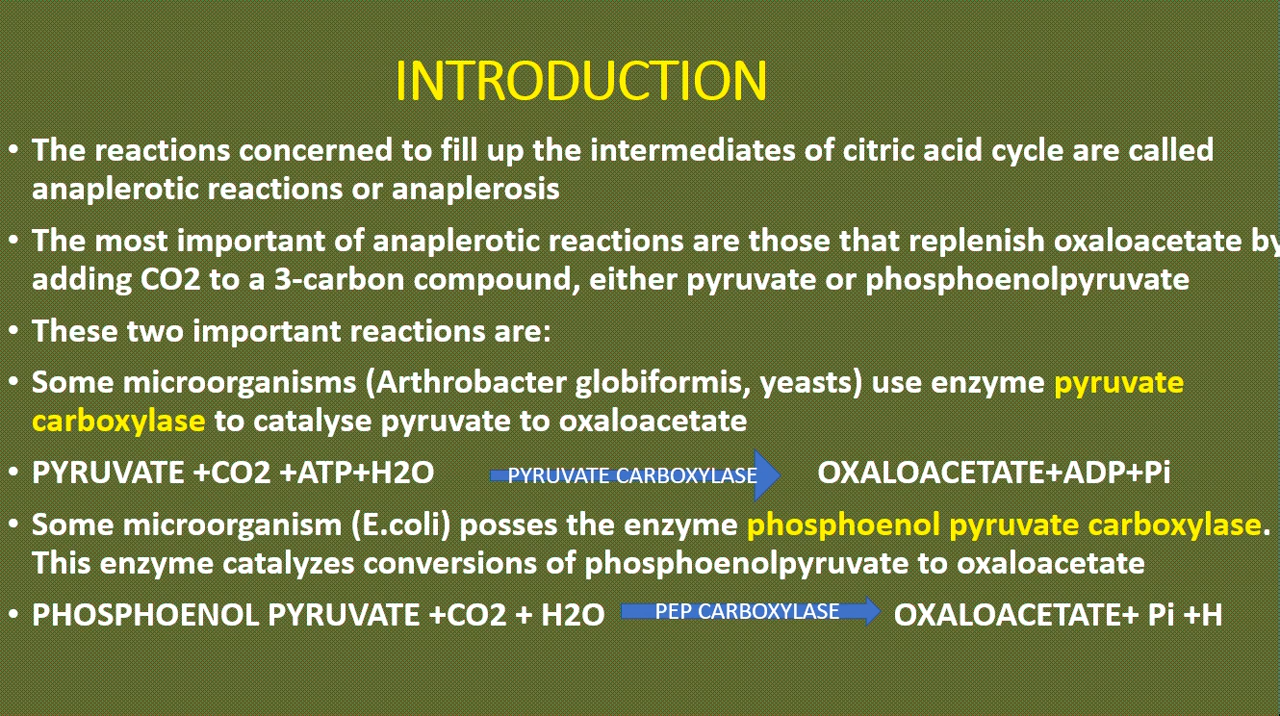 INTRODUCTION
• The reactions concerned to fill up the intermediates of citric acid cycle are called
anaplerotic reactions or anaplerosis
• The most important of anaplerotic reactions are those that replenish oxaloacetate by
adding CO2 to a 3-carbon compound, either pyruvate or phosphoenolpyruvate
• These two important reactions are:
• Some microorganisms (Arthrobacter globiformis, yeasts) use enzyme pyruvate
carboxylase to catalyse pyruvate to oxaloacetate
• PYRUVATE +CO2 +ATP+H2O PYRUVATE CARBOXYLASE OXALOACETATE+ADP+Pi
• Some microorganism (E.coli) posses the enzyme phosphoenol pyruvate carboxylase.
This enzyme catalyzes conversions of phosphoenolpyruvate to oxaloacetate
• PHOSPHOENOL PYRUVATE +CO2 + H2O PEP CARBOXYLASE OXALOACETATE+ Pi +H